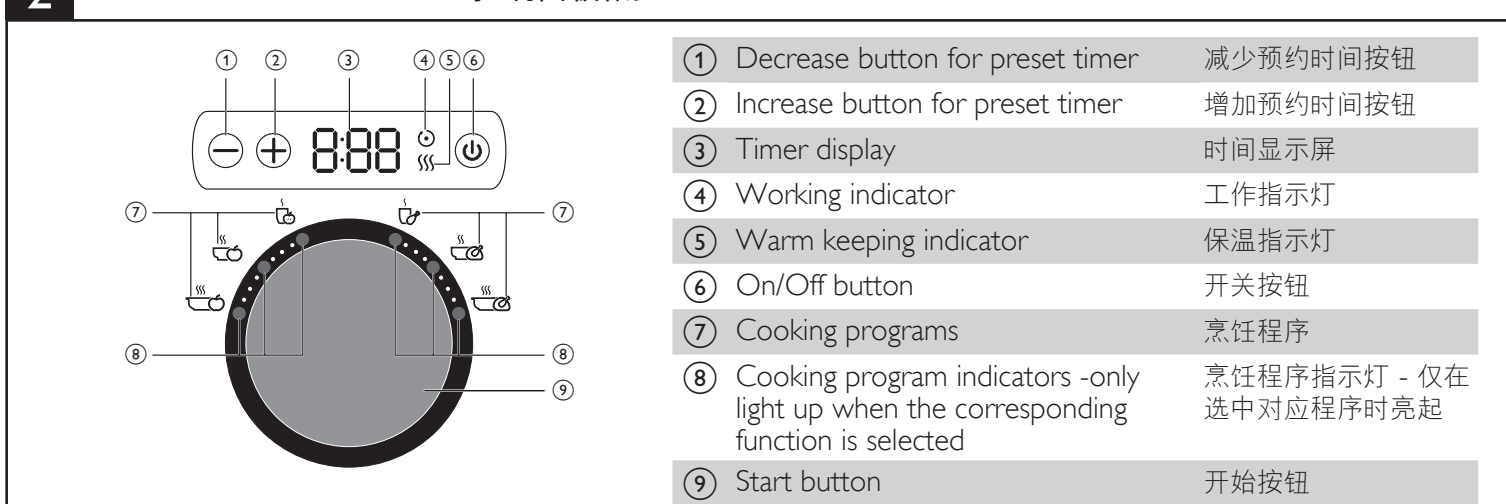 2
① ② ③ ④ ⑤ ⑥
8:88
⑦ ⑦
⑧ ⑧
⑨
① Decrease button for preset timer 减少预约时间按钮
② Increase button for preset timer 增加预约时间按钮
③ Timer display 时间显示屏
④ Working indicator 工作指示灯
⑤ Warm keeping indicator 保温指示灯
⑥ On/Off button 开关按钮
⑦ Cooking programs 烹饪程序
⑧ Cooking program indicators -only 烹饪程序指示灯 - 仅在
light up when the corresponding 选中对应程序时亮起
function is selected
⑨ Start button 开始按钮